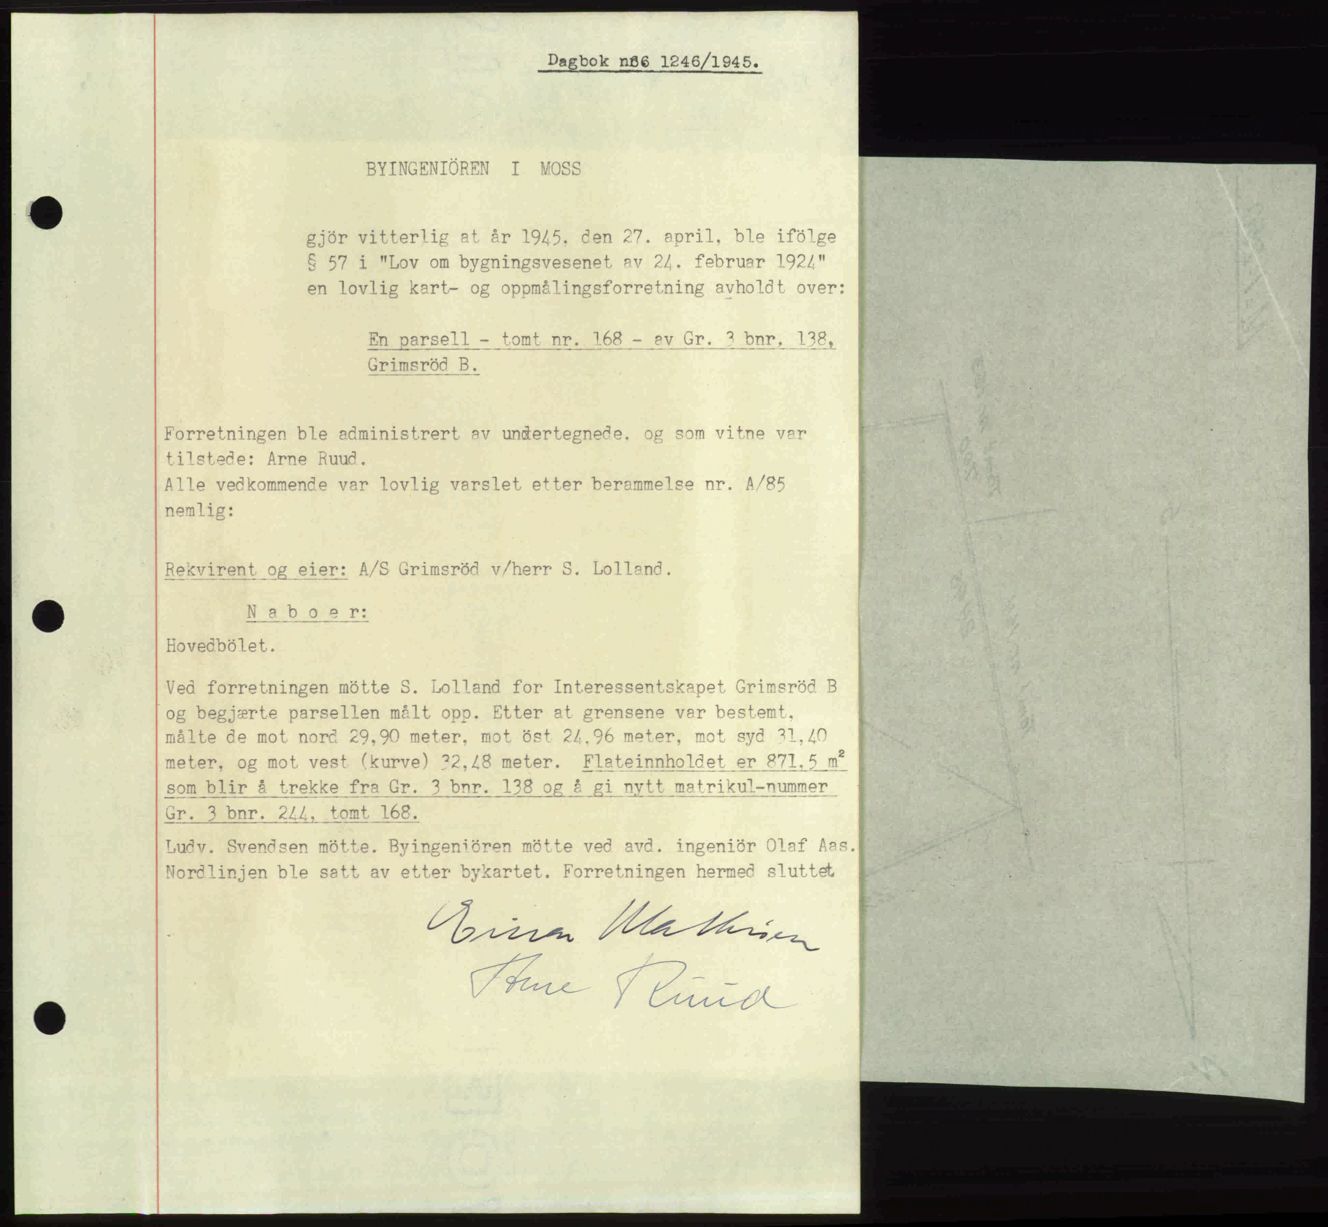 Dagbok nr 1246/1945.
BYINGENIÖREN I MOSS
gjör vitterlig at år 1945, den 27. april, ble ifölge
§ 57 i "Lov om bygningsvesenet av 24. februar 1924"
en lovlig kart- og oppmålingsforretning avholdt over:
En parsell - tomt nr. 168 - av Gr. 3 bnr. 138,
Grimsröd B.
Forretningen ble administrert av undertegnede, og som vitne var
tilstede: Arne Ruud.
Alle vedkommende var lovlig varslet etter berammelse nr. A/85
nemlig:
Rekvirent og eier: A/S Grimsröd v/herr S. Lolland.
N a b o e r:
Hovedbölet.
Ved forretningen mötte S. Lolland for Interessentskapet Grimsröd B
og begjærte parsellen målt opp. Etter at grensene var bestemt,
målte de mot nord 29,90 meter, mot öst 24,96 meter, mot syd 31,40
meter, og mot vest (kurve) 32,48 meter. Flateinnholdet er 871,5 m²
som blir å trekke fra Gr. 3 bnr. 138 og å gi nytt matrikul-nummer
Gr. 3 bnr. 244, tomt 168.
Ludv. Svendsen mötte. Byingeniören mötte ved avd. ingeniör Olaf Aas.
Nordlinjen ble satt av etter bykartet. Forretningen hermed sluttet
Einar Mathisen
Arne Ruud